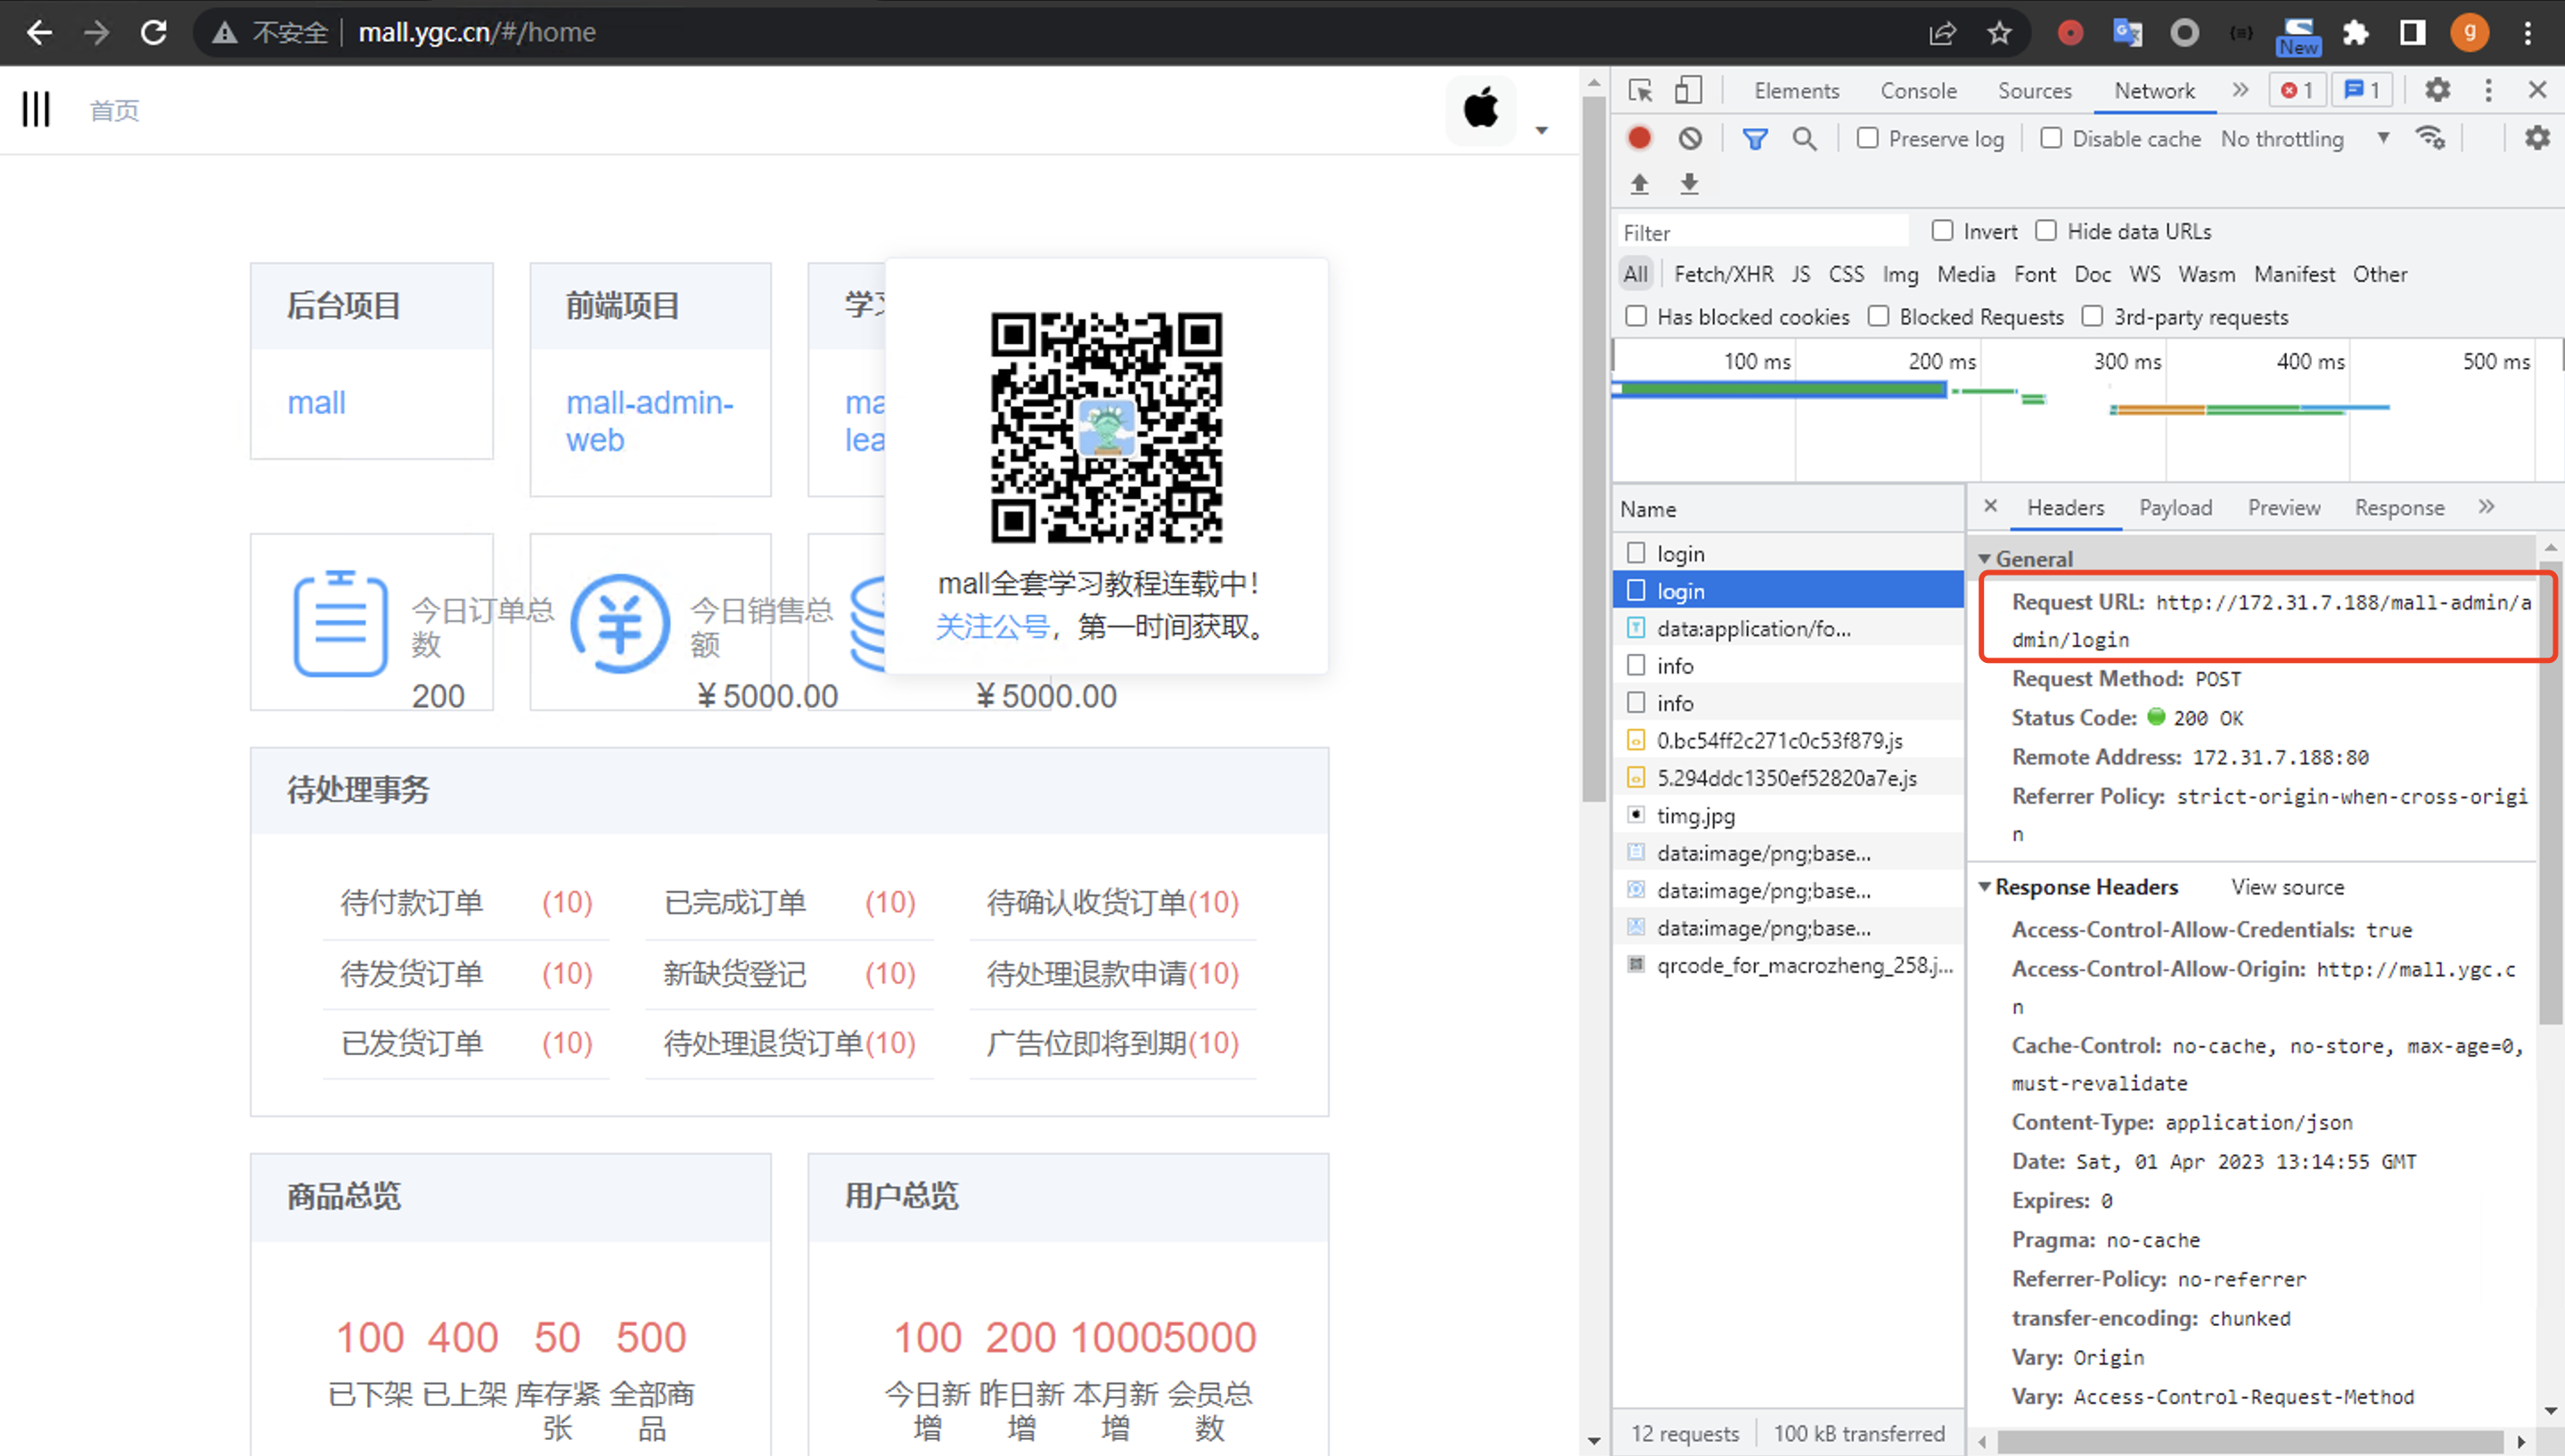 不安全
mall.ygc.cn/#/home
New
g
首页
后台项目
前端项目
mall
mall-admin-
web
mall全套学习教程连载中！
关注公号，第一时间获取。
今日订单总
数
200
今日销售总
额
￥5000.00
￥5000.00
待处理事务
待付款订单 (10) 已完成订单 (10) 待确认收货订单(10)
待发货订单 (10) 新缺货登记 (10) 待处理退款申请(10)
已发货订单 (10) 待处理退货订单(10) 广告位即将到期(10)
商品总览
100 400 50 500
已下架 已上架 库存紧 全部商
张 品
用户总览
100 200 1000 5000
今日新 昨日新 本月新 会员总
增 增 增 数
Elements Console Sources Network 1 1
Preserve log Disable cache No throttling
Filter Invert Hide data URLs
All Fetch/XHR JS CSS Img Media Font Doc WS Wasm Manifest Other
Has blocked cookies Blocked Requests 3rd-party requests
100 ms 200 ms 300 ms 400 ms 500 ms
Name
login
login
data:application/fo...
info
info
0.bc54ff2c271c0c53f879.js
5.294ddc1350ef52820a7e.js
timg.jpg
data:image/png;base...
data:image/png;base...
data:image/png;base...
qrcode_for_macrozheng_258.j...
12 requests 100 kB transferred
Headers Payload Preview Response
General
Request URL: http://172.31.7.188/mall-admin/a
dmin/login
Request Method: POST
Status Code: 200 OK
Remote Address: 172.31.7.188:80
Referrer Policy: strict-origin-when-cross-origi
n
Response Headers View source
Access-Control-Allow-Credentials: true
Access-Control-Allow-Origin: http://mall.ygc.c
n
Cache-Control: no-cache, no-store, max-age=0,
must-revalidate
Content-Type: application/json
Date: Sat, 01 Apr 2023 13:14:55 GMT
Expires: 0
Pragma: no-cache
Referrer-Policy: no-referrer
transfer-encoding: chunked
Vary: Origin
Vary: Access-Control-Request-Method